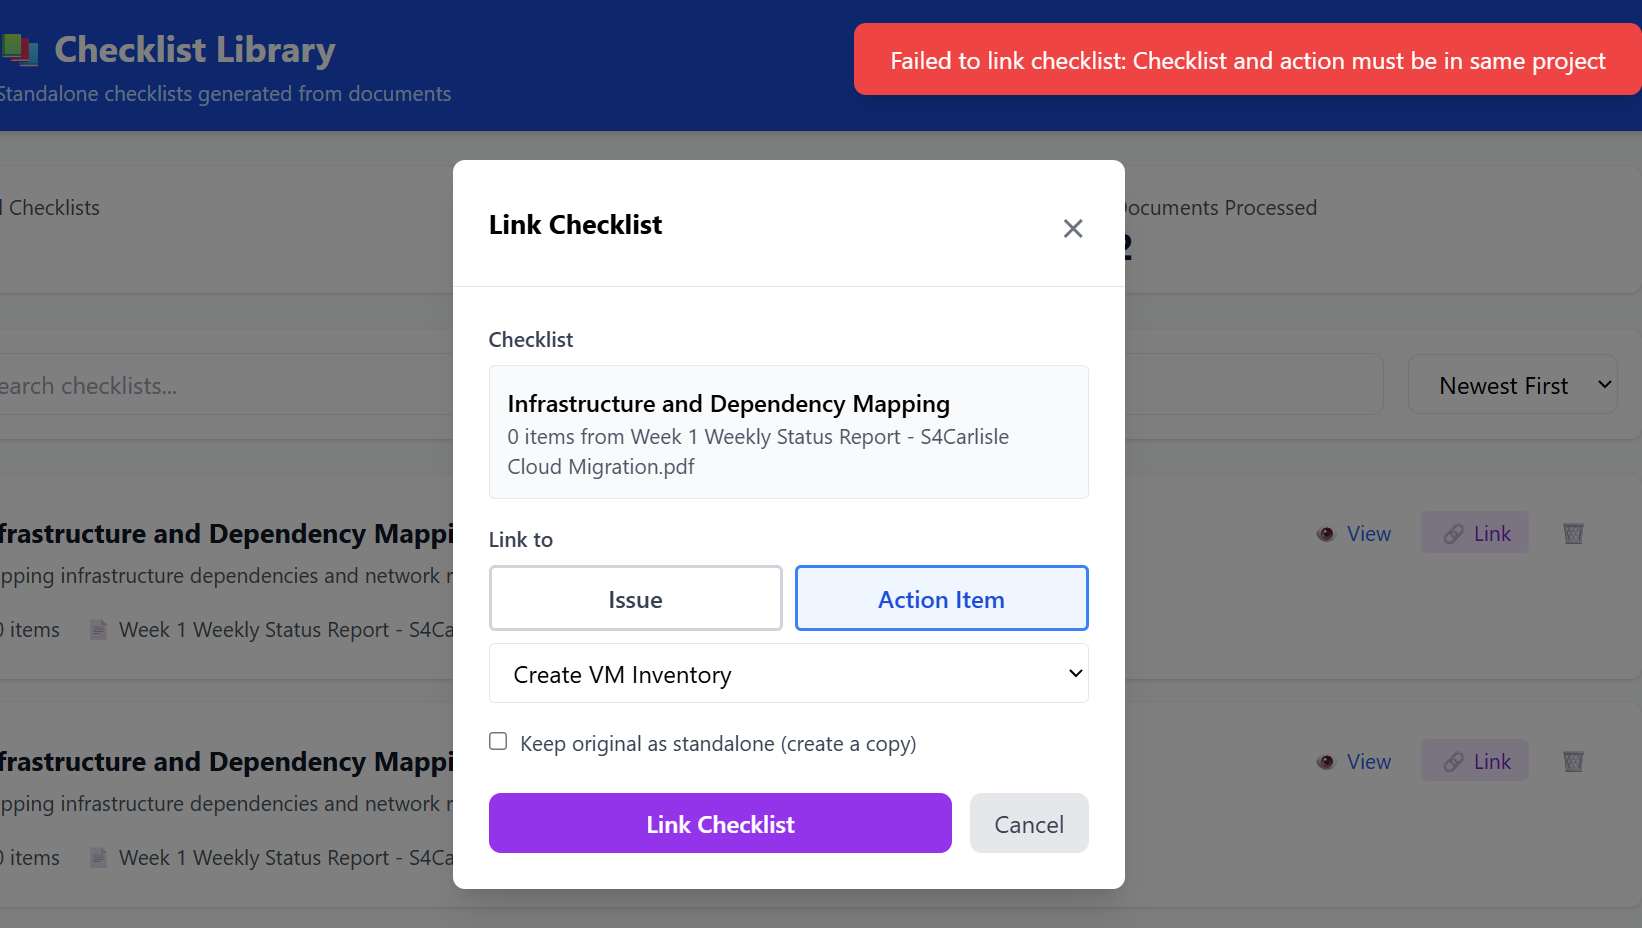 Checklist Library
Standalone checklists generated from documents
Failed to link checklist: Checklist and action must be in same project
Checklists
Documents Processed
2
earch checklists...
Newest First
frastructure and Dependency Mappi
pping infrastructure dependencies and network r
0 items
Week 1 Weekly Status Report - S4Ca
View
Link
frastructure and Dependency Mappi
pping infrastructure dependencies and network r
0 items
Week 1 Weekly Status Report - S4Ca
View
Link
Link Checklist
Checklist
Infrastructure and Dependency Mapping
0 items from Week 1 Weekly Status Report - S4Carlisle
Cloud Migration.pdf
Link to
Issue
Action Item
Create VM Inventory
Keep original as standalone (create a copy)
Link Checklist
Cancel